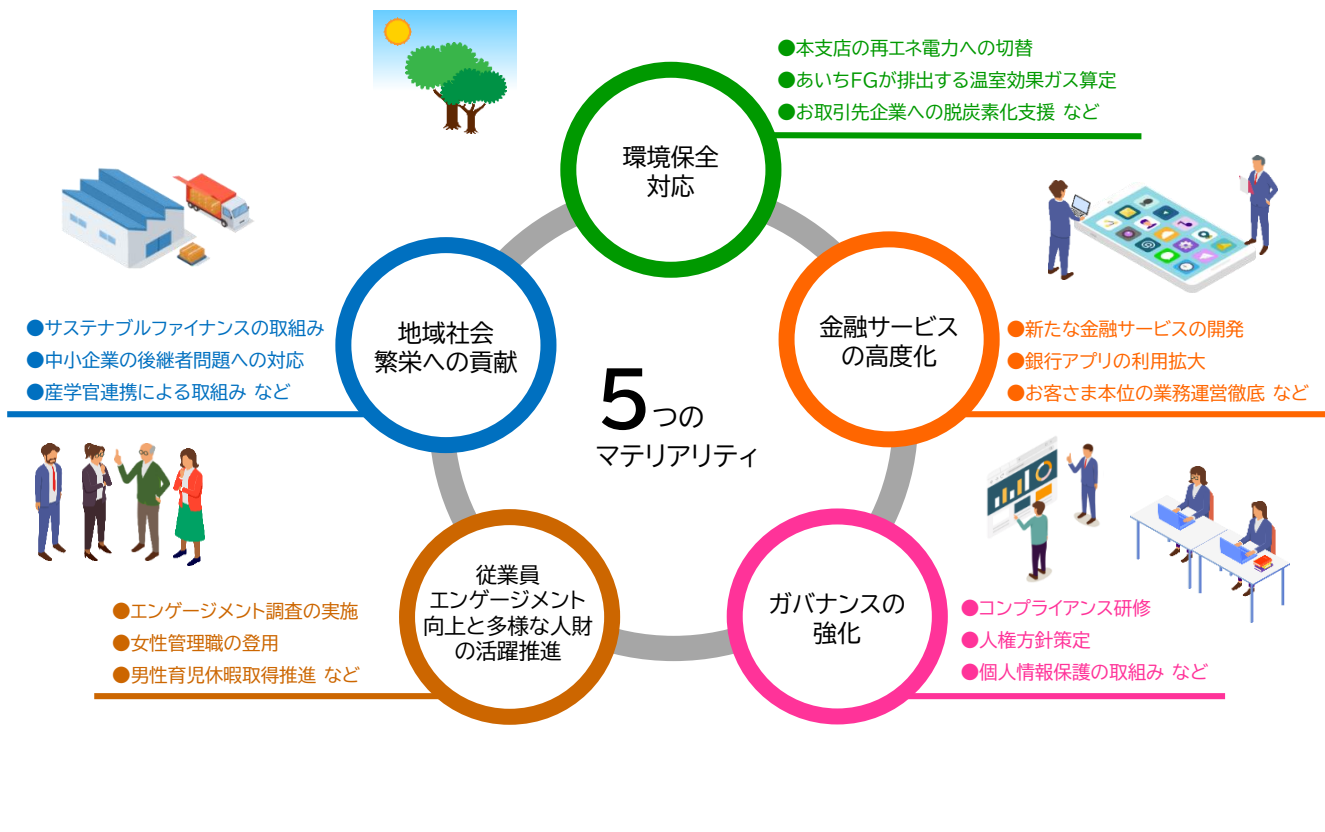 ●本支店の再エネ電力への切替
●あいちFGが排出する温室効果ガス算定
●お取引先企業への脱炭素化支援 など
環境保全
対応
地域社会
繁栄への貢献
●サステナブルファイナンスの取組み
●中小企業の後継者問題への対応
●産学官連携による取組み など
金融サービス
の高度化
●新たな金融サービスの開発
●銀行アプリの利用拡大
●お客さま本位の業務運営徹底 など
5つの
マテリアリティ
従業員
エンゲージメント
向上と多様な人財
の活躍推進
●エンゲージメント調査の実施
●女性管理職の登用
●男性育児休暇取得推進 など
ガバナンスの
強化
●コンプライアンス研修
●人権方針策定
●個人情報保護の取組み など